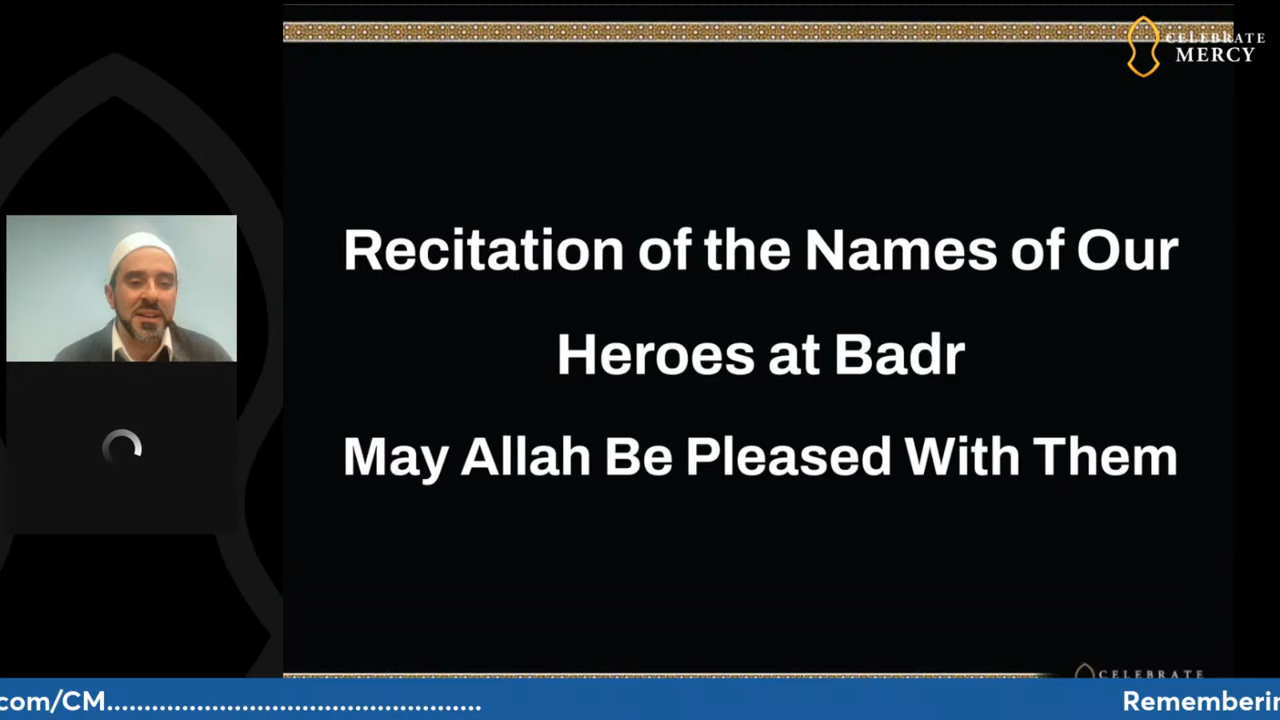 CELEBRATE
MERCY
Recitation of the Names of Our
Heroes at Badr
May Allah Be Pleased With Them
CELEBRATE
com/CM..................................................
Rememberin